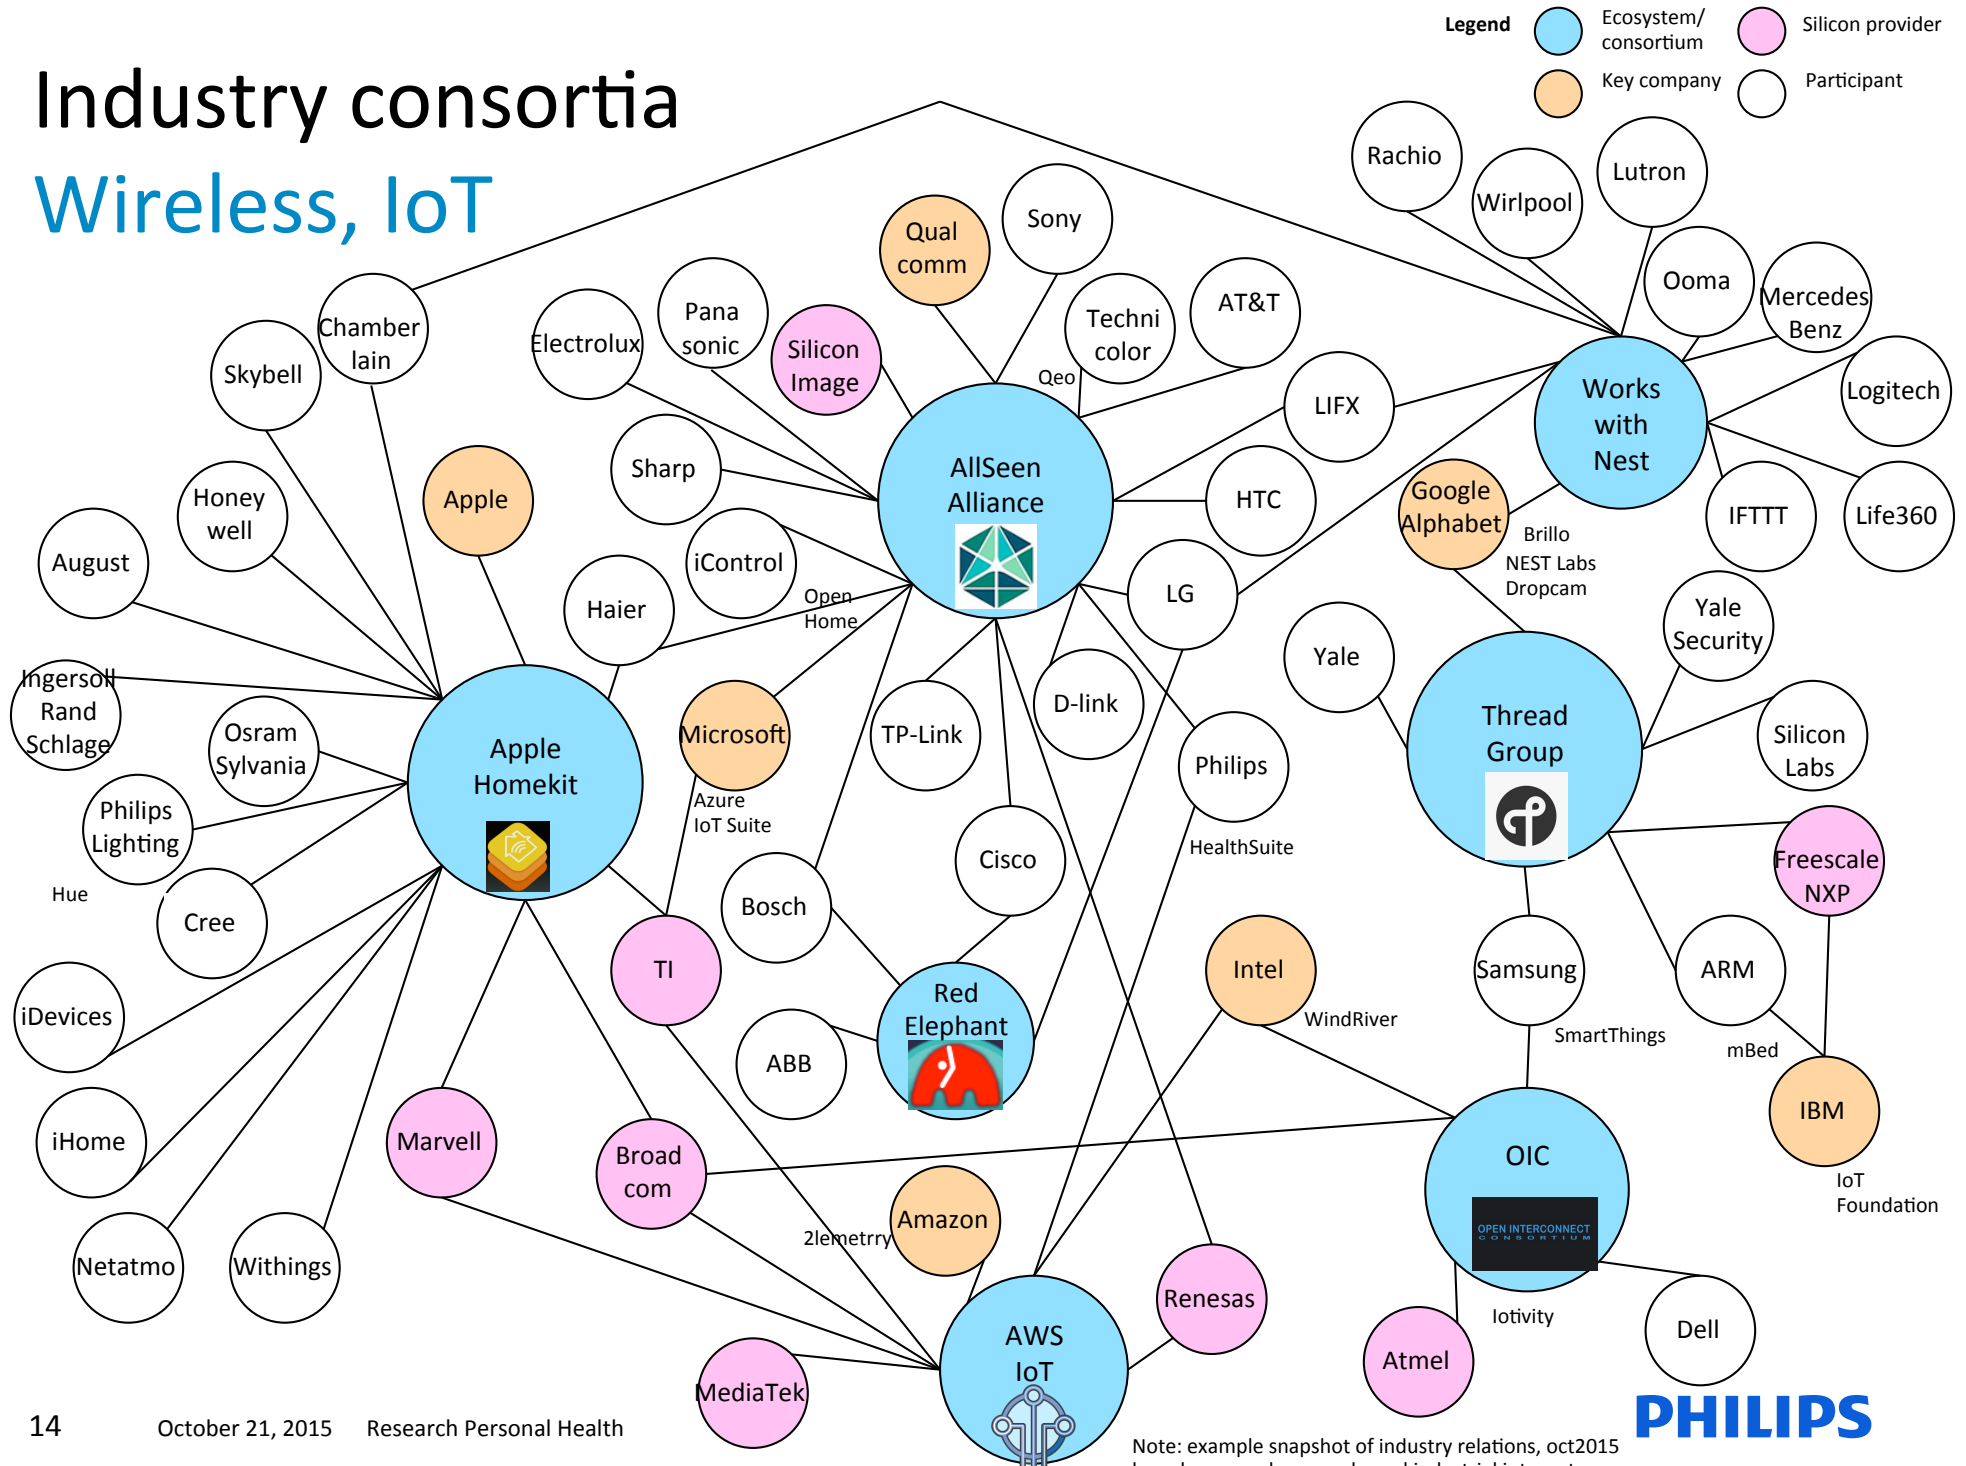 Industry consortia
Wireless, IoT
Legend
Ecosystem/
consortium
Silicon provider
Key company
Participant
Rachio
Wirlpool
Lutron
Ooma
Mercedes
Benz
Logitech
Life360
IFTTT
Works
with
Nest
Google
Alphabet
Brillo
NEST Labs
Dropcam
Qual
comm
Sony
Techni
color
Qeo
AT&T
LIFX
HTC
LG
Electrolux
Pana
sonic
Silicon
Image
Sharp
iControl
Open
Home
AllSeen
Alliance
Chamber
lain
Skybell
Honey
well
August
Apple
Haier
Ingersoll
Rand
Schlage
Osram
Sylvania
Philips
Lighting
Hue
Cree
Apple
Homekit
Microsoft
Azure
IoT Suite
TP-Link
D-link
Philips
HealthSuite
Cisco
Bosch
TI
Yale
Yale
Security
Thread
Group
Silicon
Labs
Freescale
NXP
Samsung
SmartThings
ARM
mBed
IBM
IoT
Foundation
Intel
WindRiver
Red
Elephant
ABB
iDevices
iHome
Netatmo
Withings
Marvell
Broad
com
2lemetrry
Amazon
Renesas
MediaTek
AWS
IoT
OIC
OPEN INTERCONNECT
CONSORTIUM
Iotivity
Atmel
Dell
PHILIPS
14
October 21, 2015
Research Personal Health
Note: example snapshot of industry relations, oct2015